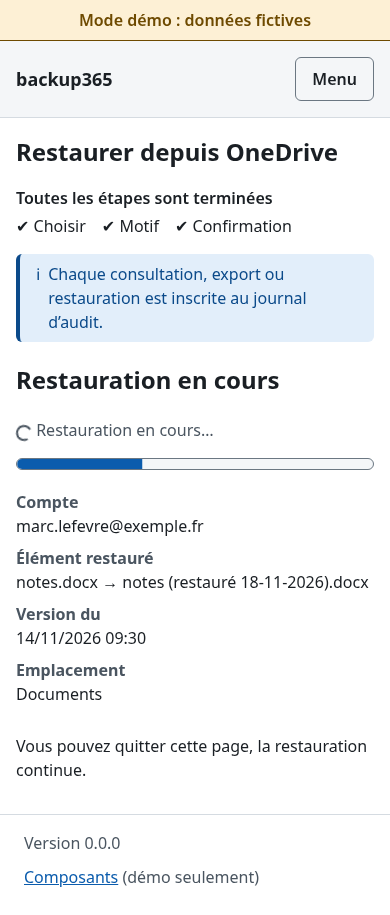 Mode démo : données fictives
backup365
Menu
Restaurer depuis OneDrive
Toutes les étapes sont terminées
✔ Choisir ✔ Motif ✔ Confirmation
i Chaque consultation, export ou
restauration est inscrite au journal
d’audit.
Restauration en cours
Restauration en cours...
Compte
marc.lefevre@exemple.fr
Élément restauré
notes.docx → notes (restauré 18-11-2026).docx
Version du
14/11/2026 09:30
Emplacement
Documents
Vous pouvez quitter cette page, la restauration
continue.
Version 0.0.0
Composants (démo seulement)